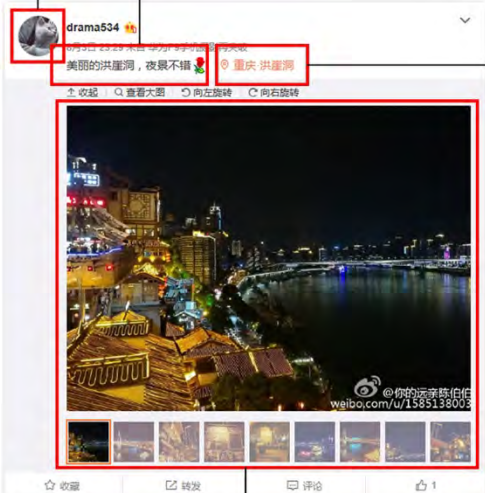 drama534
美丽的洪崖洞，夜景不错
重庆·洪崖洞
收起 查看大图 向左旋转 向右旋转
@你的远亲陈伯伯
weibo.com/u/1585138003
收藏 转发 评论 1